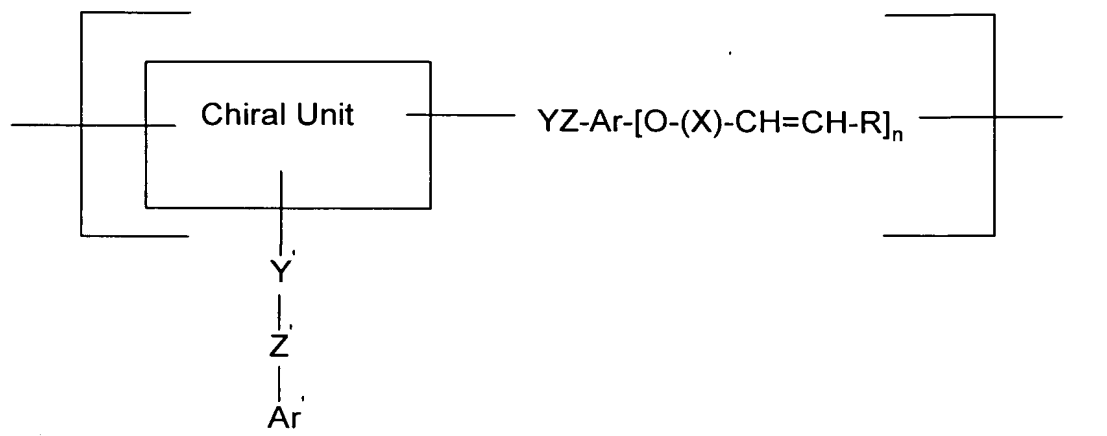 Chiral Unit
YZ-Ar-[O-(X)-CH=CH-R]n
Y'
Z'
Ar'